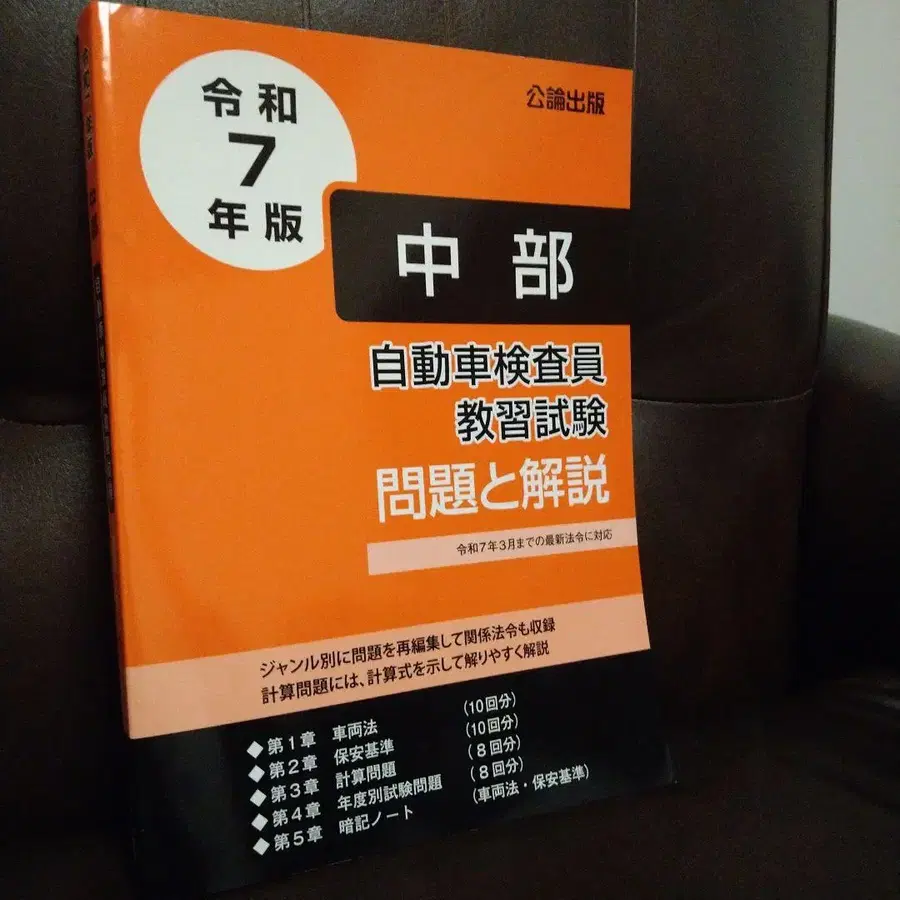 令和
7
年版
公論出版
中部
自動車検査員
教習試験
問題と解説
令和7年3月までの最新法令に対応
ジャンル別に問題を再編集して関係法令も収録
計算問題には、計算式を示して解りやすく解説
◆第1章 車両法 (10回分)
◆第2章 保安基準 (10回分)
◆第3章 計算問題 (8回分)
◆第4章 年度別試験問題 (8回分)
◆第5章 暗記ノート (車両法・保安基準)